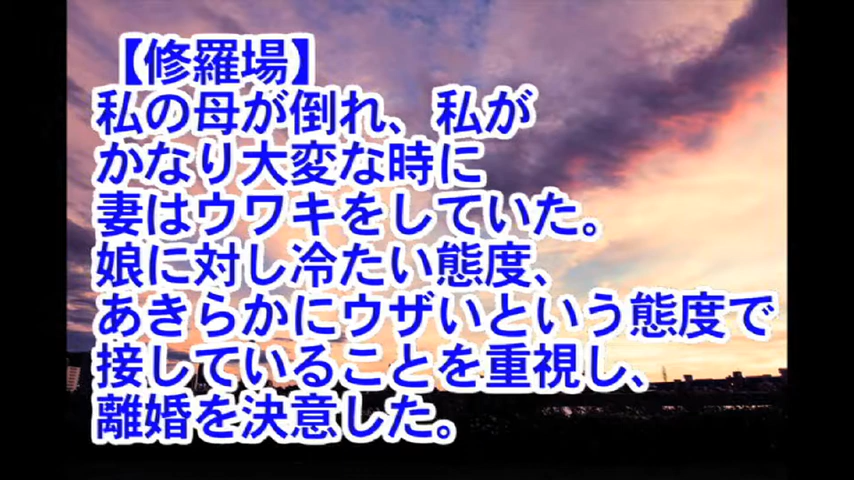 【修羅場】
私の母が倒れ、私が
かなり大変な時に
妻はウワキをしていた。
娘に対し冷たい態度、
あきらかにウザいという態度で
接していることを重視し、
離婚を決意した。